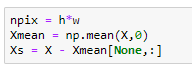 npix = h*w
Xmean = np.mean(X,0)
Xs = X - Xmean[None,:]